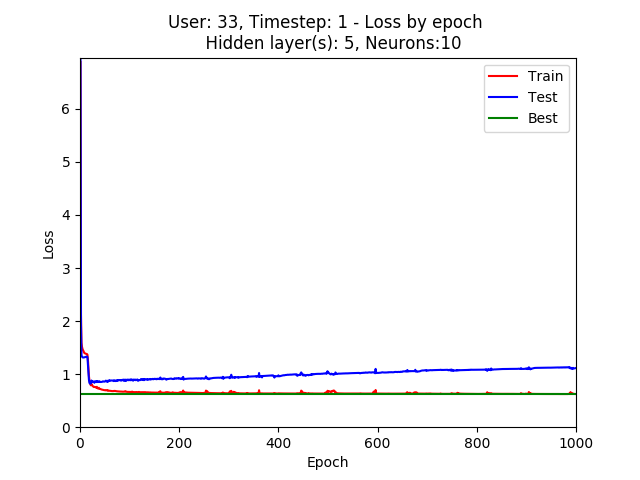 User: 33, Timestep: 1 - Loss by epoch
Hidden layer(s): 5, Neurons:10
Train
Test
Best
6
5
4
3
2
1
0
Loss
0 200 400 600 800 1000
Epoch